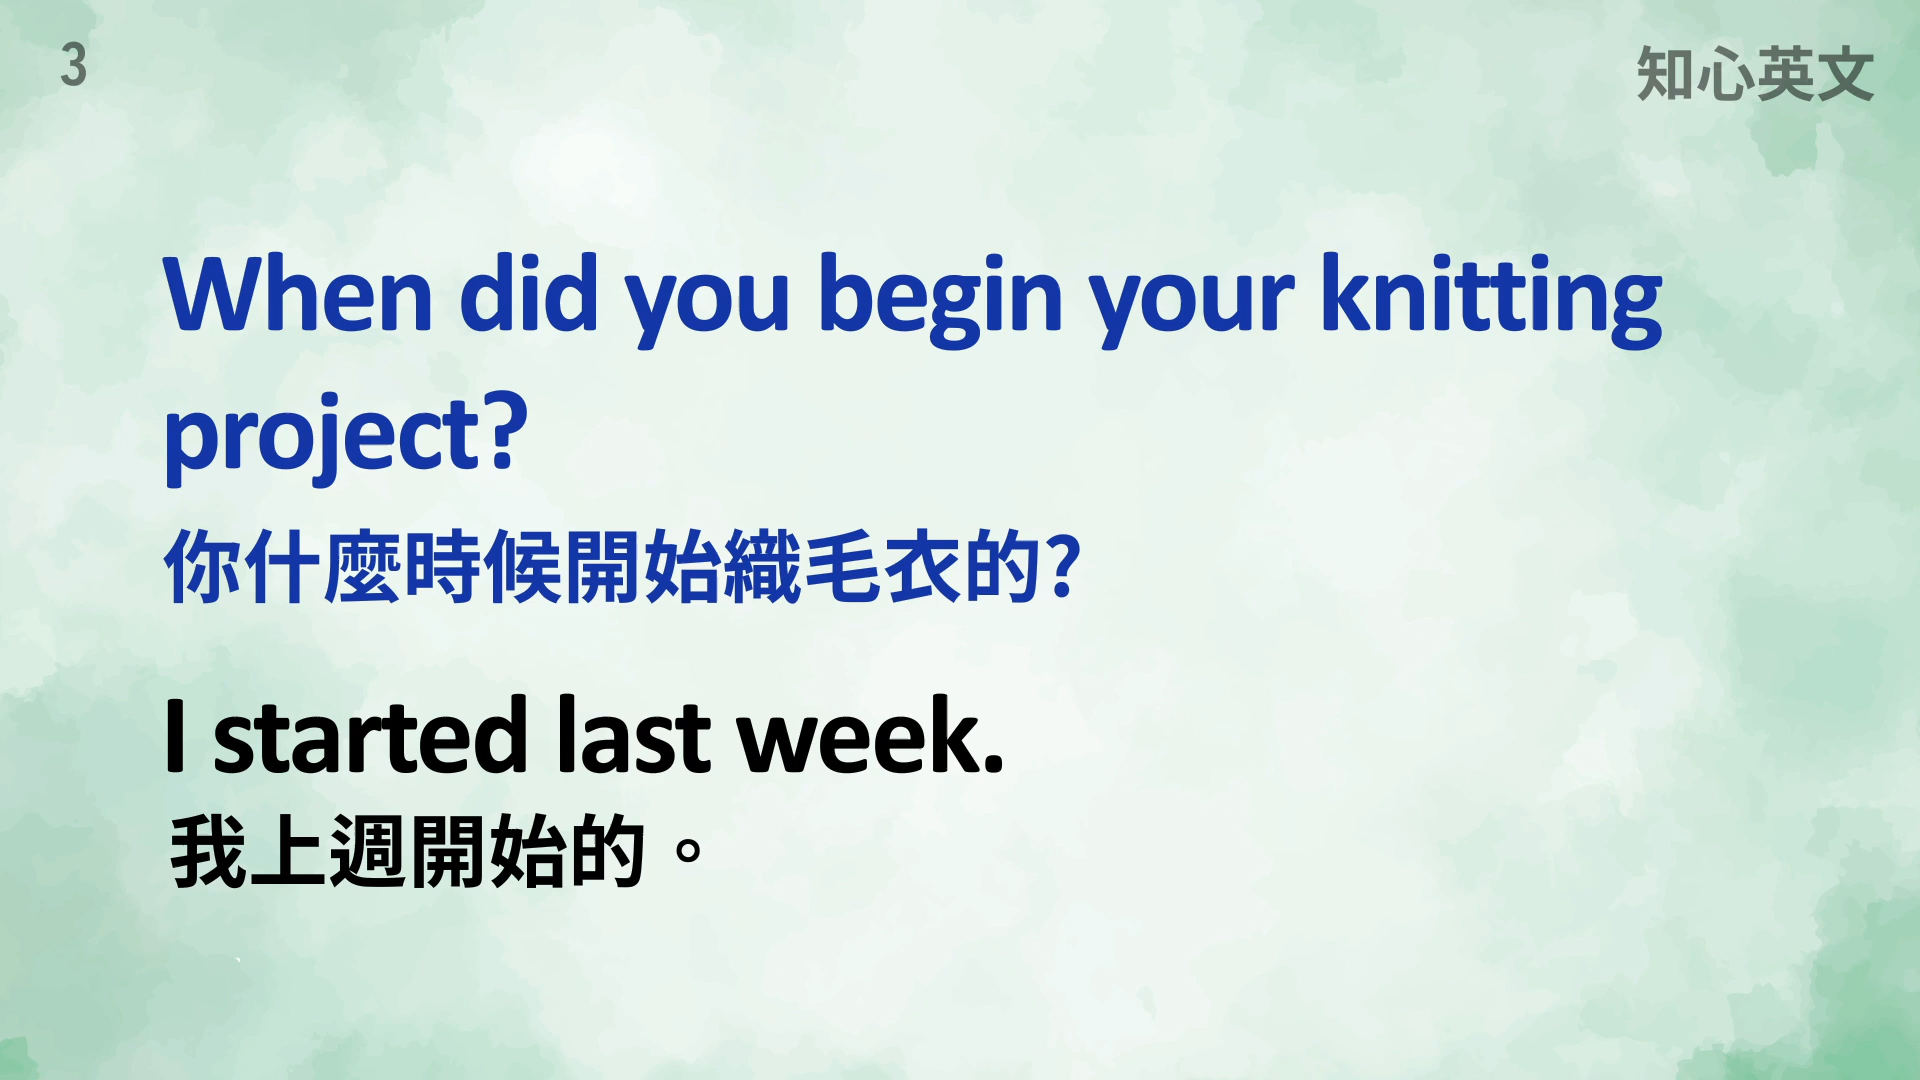 3
知心英文
When did you begin your knitting
project?
你什麼時候開始織毛衣的?
I started last week.
我上週開始的。